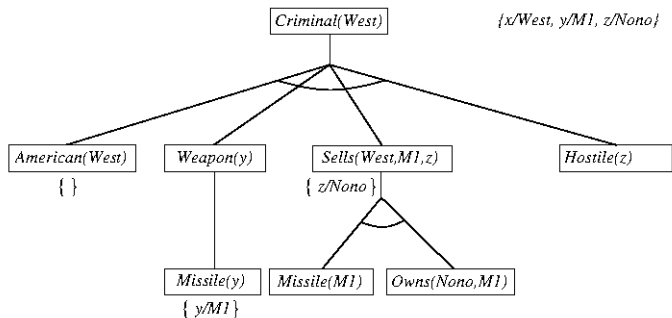 Criminal(West)
{x/West, y/M1, z/Nono}
American(West)
Weapon(y)
Sells(West,M1,z)
Hostile(z)
{ }
{ z/Nono }
Missile(y)
Missile(M1)
Owns(Nono,M1)
{ y/M1 }